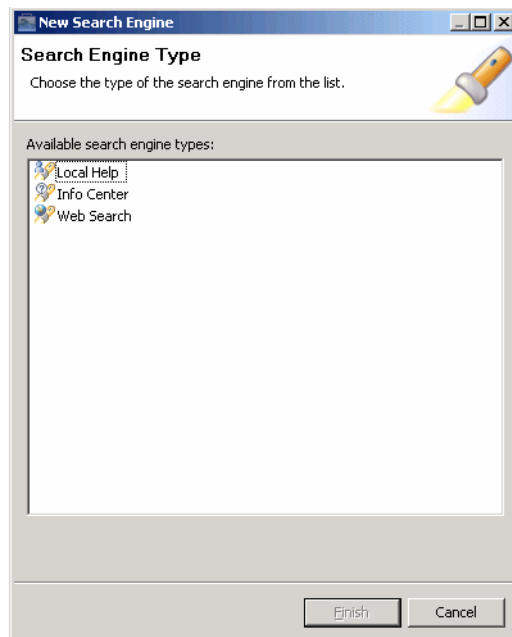 New Search Engine
Search Engine Type
Choose the type of the search engine from the list.
Available search engine types:
Local Help
Info Center
Web Search
Finish
Cancel